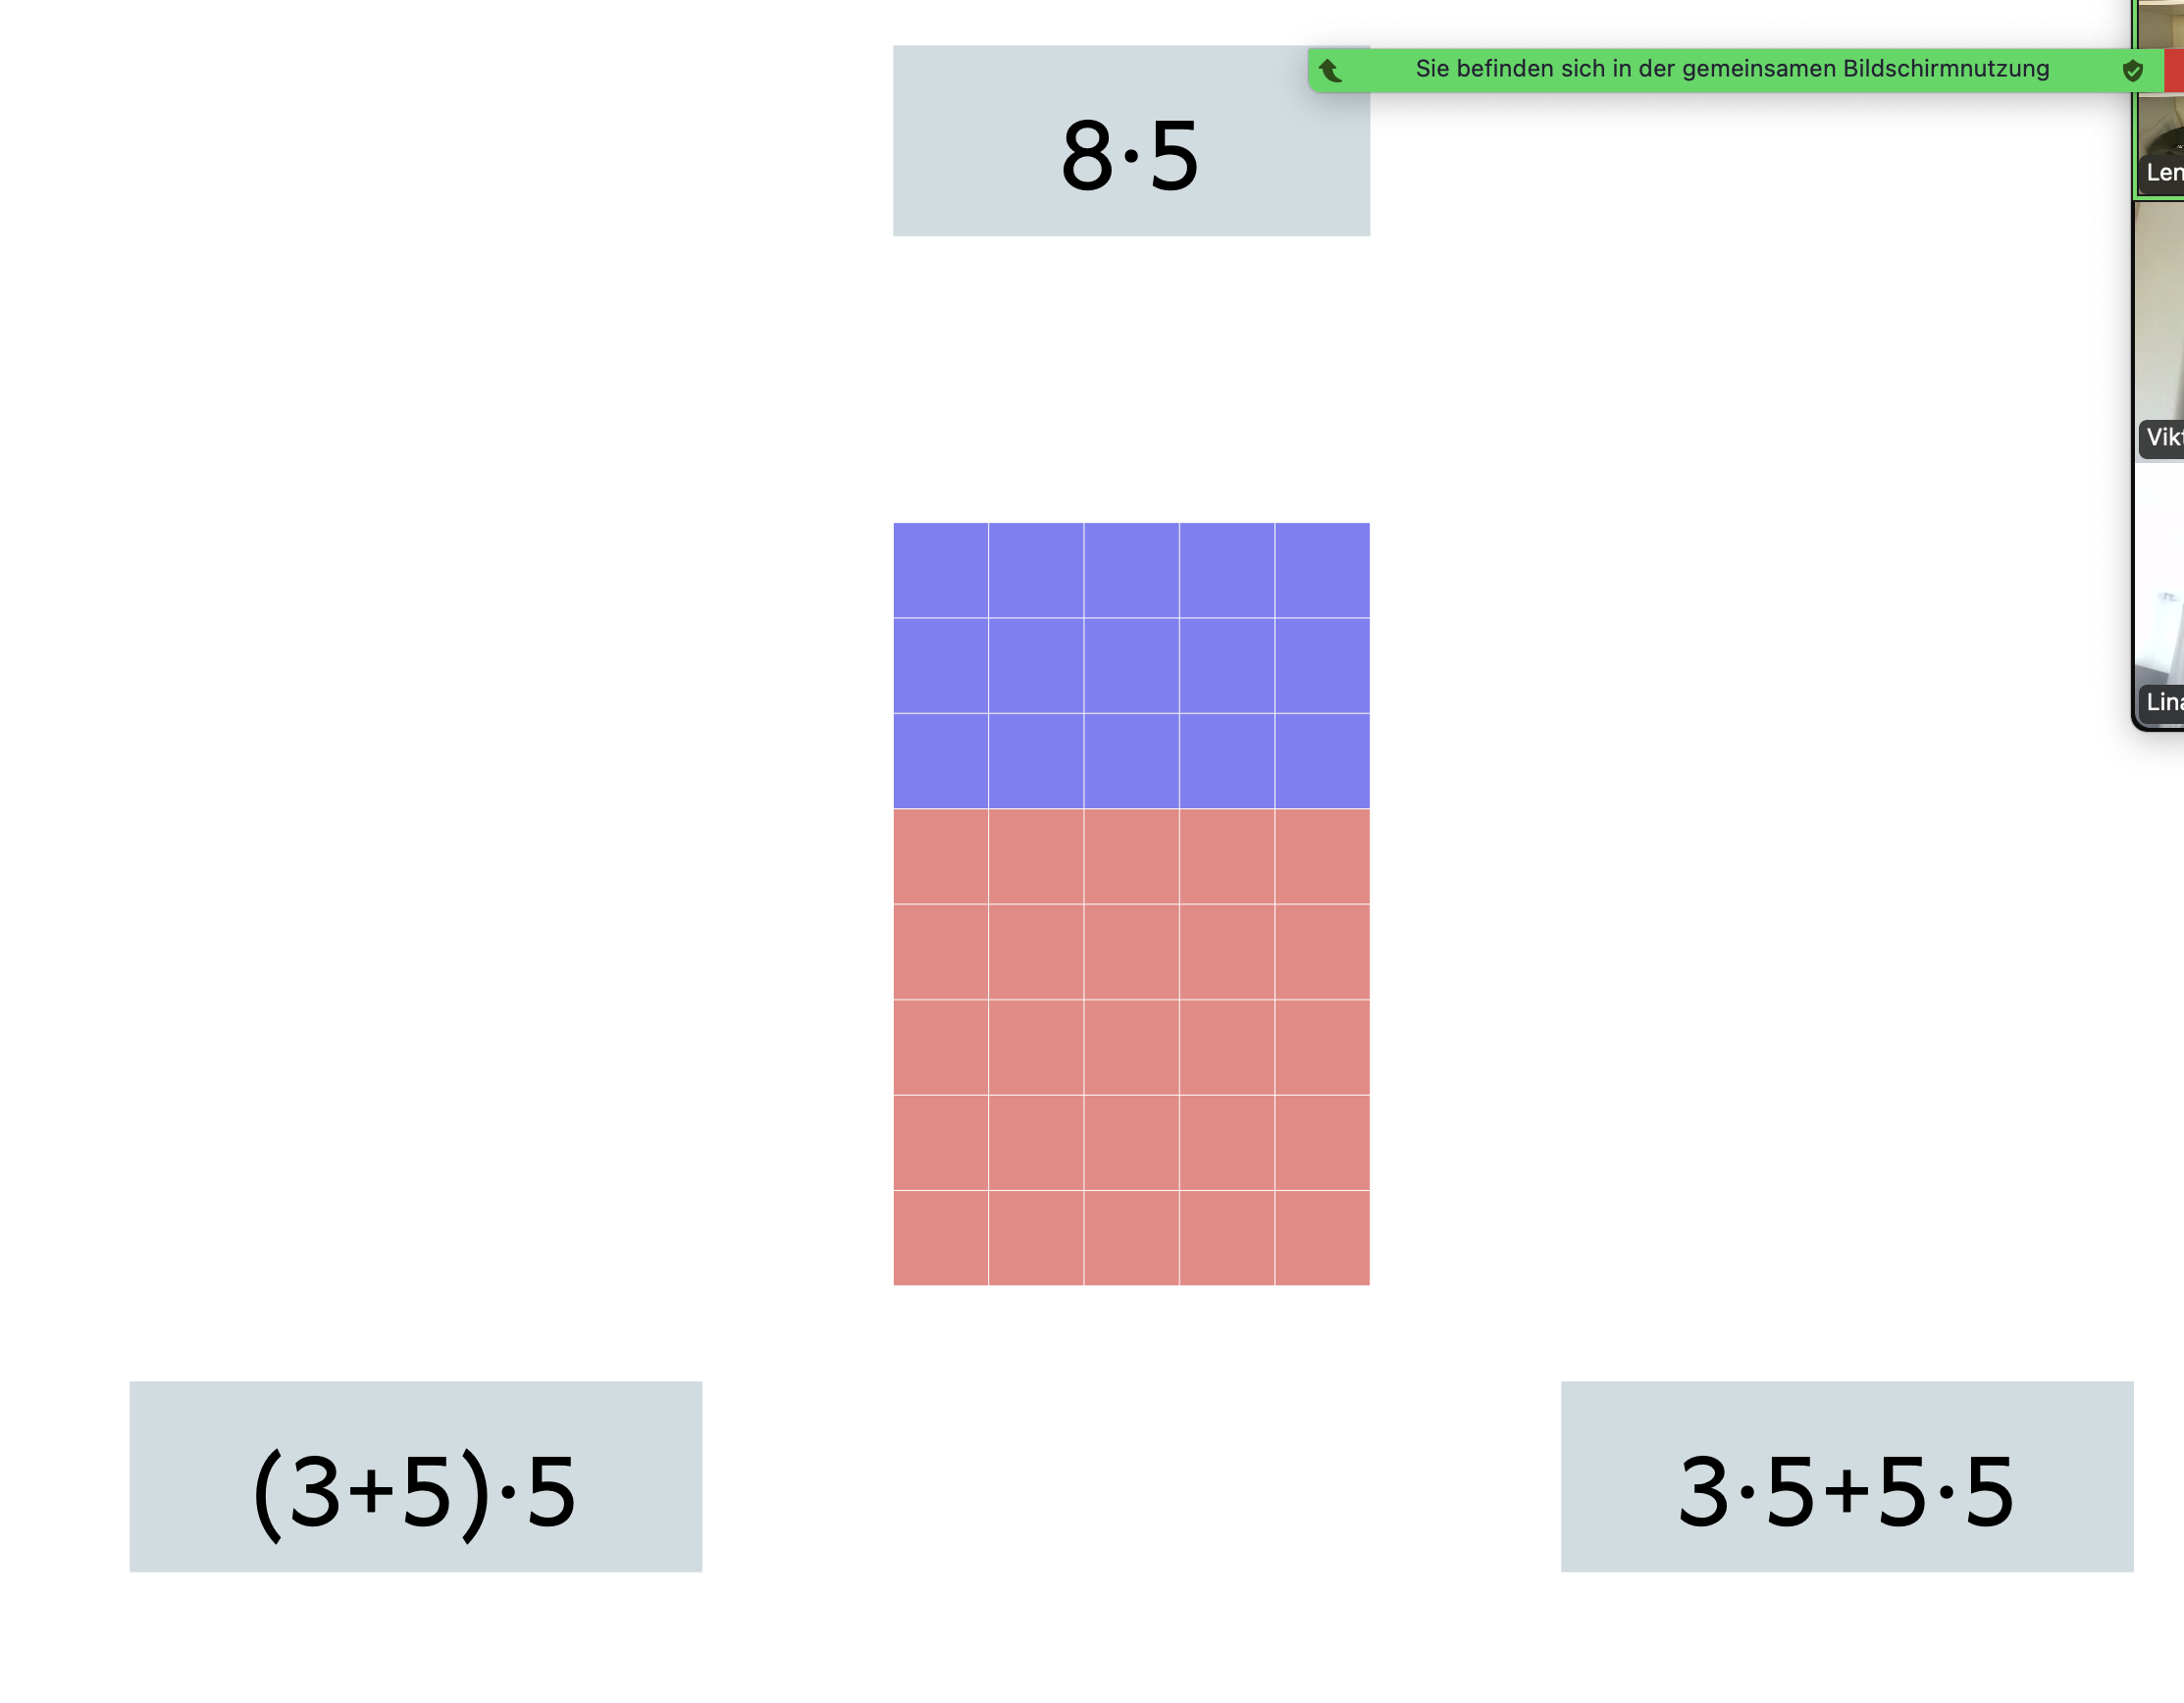 8·5
Sie befinden sich in der gemeinsamen Bildschirmnutzung
(3+5)·5
3·5+5·5